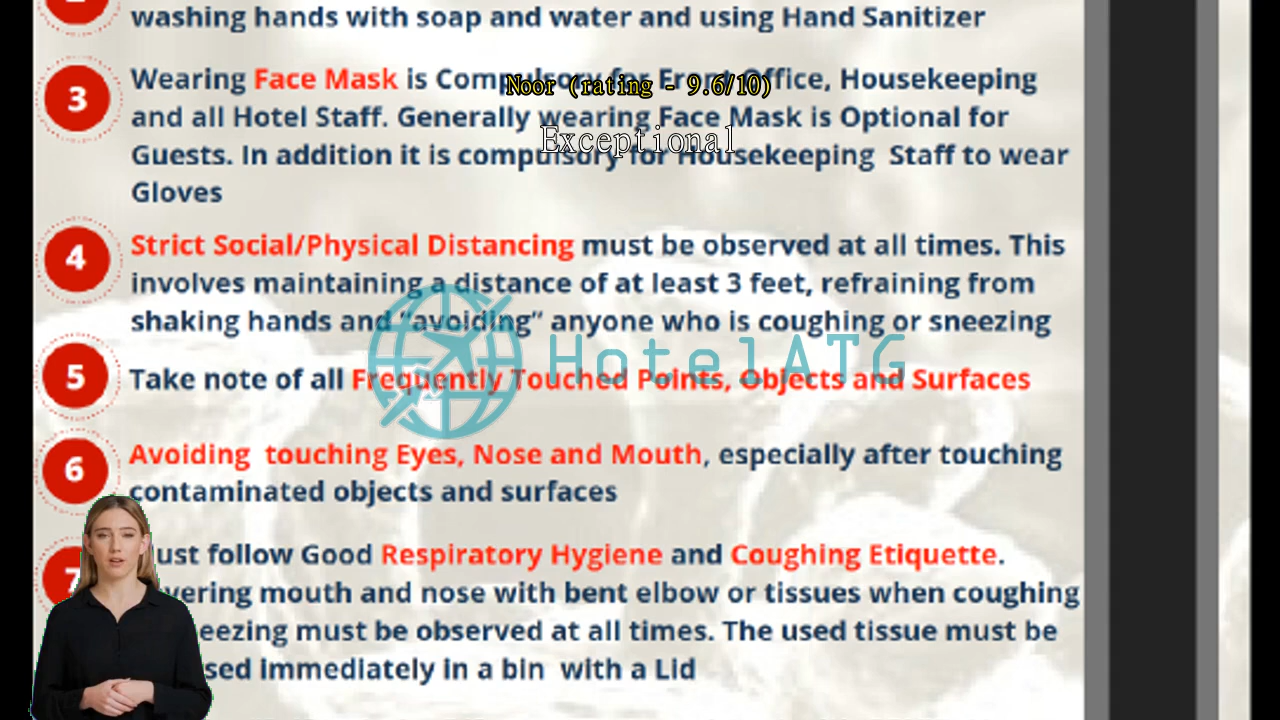 washing hands with soap and water and using Hand Sanitizer
3
Wearing Face Mask is Compulsory for Front Office, Housekeeping
Noor (rating - 9.6/10)
and all Hotel Staff. Generally wearing Face Mask is Optional for
Exceptional
Guests. In addition it is compulsory for Housekeeping Staff to wear
Gloves
4
Strict Social/Physical Distancing must be observed at all times. This
involves maintaining a distance of at least 3 feet, refraining from
shaking hands and “avoiding” anyone who is coughing or sneezing
HotelATG
5
Take note of all Frequently Touched Points, Objects and Surfaces
6
Avoiding touching Eyes, Nose and Mouth, especially after touching
contaminated objects and surfaces
7
follow Good Respiratory Hygiene and Coughing Etiquette.
mouth and nose with bent elbow or tissues when coughing
must be observed at all times. The used tissue must be
immediately in a bin with a Lid